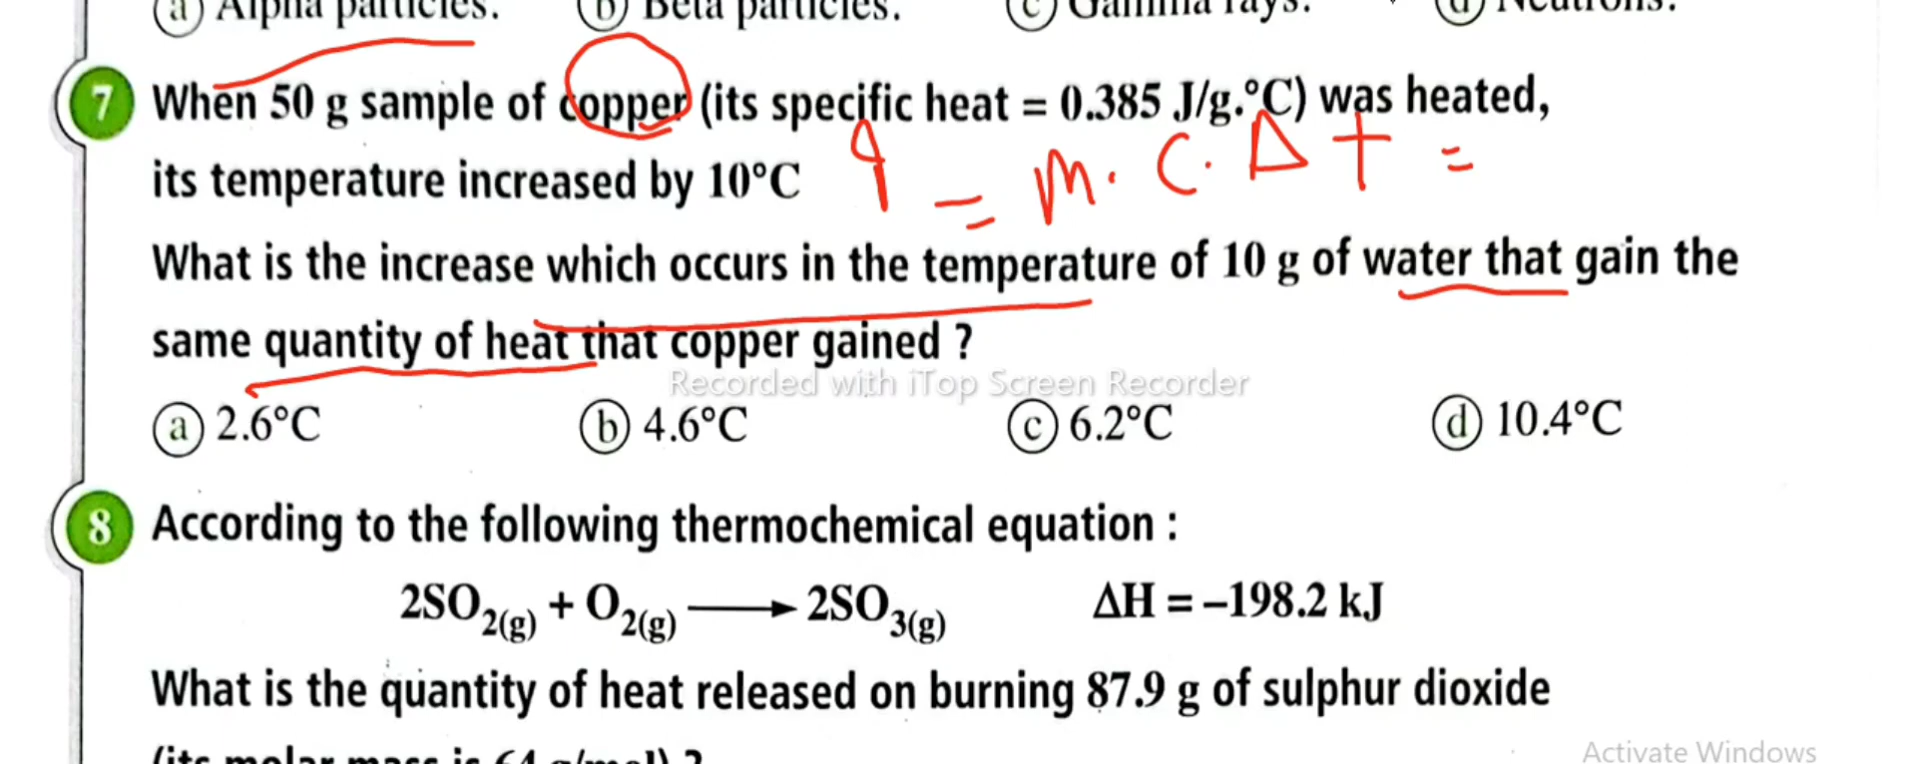 (a) Alpha particles. (b) Beta particles. (c) Gamma rays. (d) Neutrons.
7 When 50 g sample of copper (its specific heat = 0.385 J/g.°C) was heated,
its temperature increased by 10°C
q = m. C. Δ T =
What is the increase which occurs in the temperature of 10 g of water that gain the
same quantity of heat that copper gained ?
Recorded with iTop Screen Recorder
(a) 2.6°C (b) 4.6°C (c) 6.2°C (d) 10.4°C
8 According to the following thermochemical equation :
2SO2(g) + O2(g) ⟶ 2SO3(g) ΔH = –198.2 kJ
What is the quantity of heat released on burning 87.9 g of sulphur dioxide
(its molar mass is 64 g/mol) ?
Activate Windows